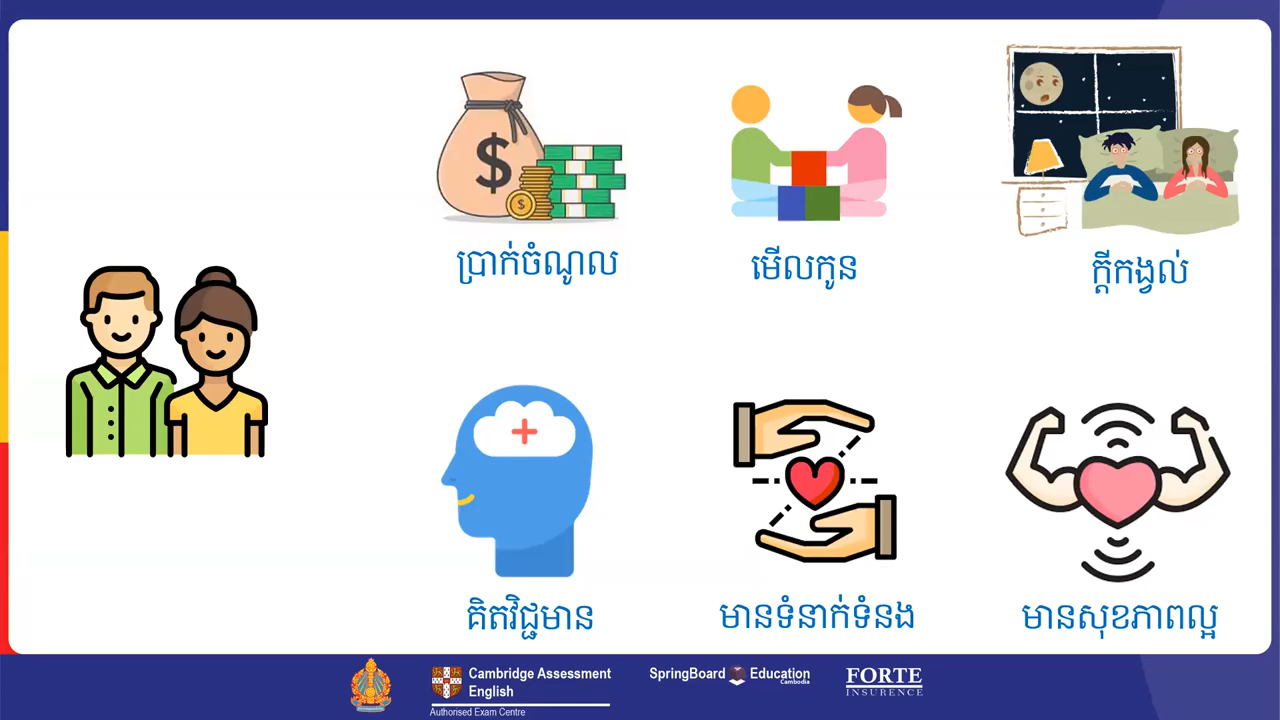 $
$
ប្រាក់ចំណូល
មើលកូន
ក្ដីកង្វល់
គិតវិជ្ជមាន
មានទំនាក់ទំនង
មានសុខភាពល្អ
Cambridge Assessment
English
Authorised Exam Centre
SpringBoard Education
Cambodia
FORTE
INSURENCE